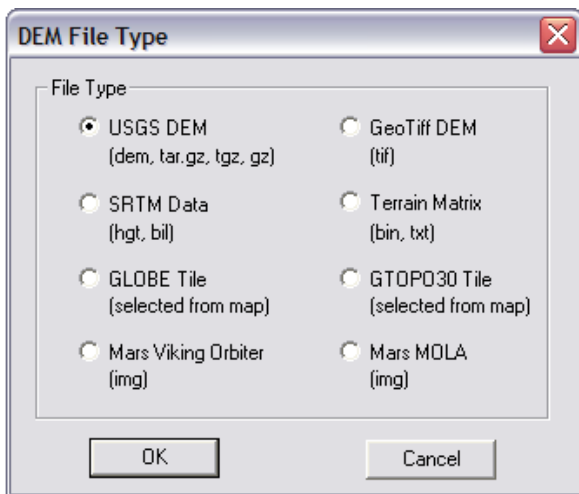 DEM File Type
File Type
USGS DEM
(dem, tar.gz, tgz, gz)
GeoTiff DEM
(tif)
SRTM Data
(hgt, bil)
Terrain Matrix
(bin, txt)
GLOBE Tile
(selected from map)
GTOPO30 Tile
(selected from map)
Mars Viking Orbiter
(img)
Mars MOLA
(img)
OK
Cancel